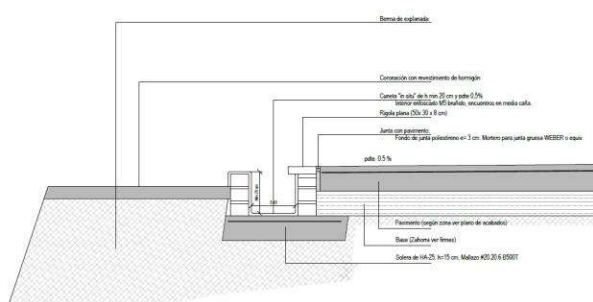 Berma de explanada
Coronación con revestimiento de hormigón
Cuneta "in situ" de h min 20 cm y pdte 0,5%
Interior enfoscado M5 bruñido, encuentros en media caña.
Rigola plana (50x 30 x 8 cm)
Junta con pavimento.
Fondo de junta poliestireno e= 3 cm. Mortero para junta gruesa WEBER o equiv.
pdte: 0.5 %
Pavimento (según zona ver plano de acabados)
Base (Zahorra ver firmes)
Solera de HA-25, h=15 cm, Mallazo #20.20.6 B500T